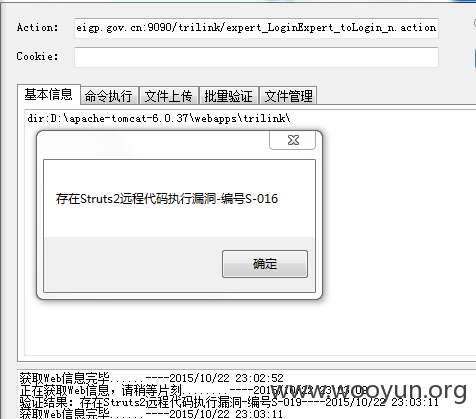 Action: eigp.gov.cn:9090/trilink/expert_LoginExpert_toLogin_n.action
Cookie:
基本信息 命令执行 文件上传 批量验证 文件管理
dir:D:\apache-tomcat-6.0.37\webapps\trilink\
存在Struts2远程代码执行漏洞-编号S-016
确定
获取Web信息完毕......----2015/10/22 23:02:52
正在获取Web信息，请稍等片刻......----2015/10/22 23:03:08
验证结果：存在Struts2远程代码执行漏洞-编号S-019----2015/10/22 23:03:11
获取Web信息完毕......----2015/10/22 23:03:11
www.wooyun.org